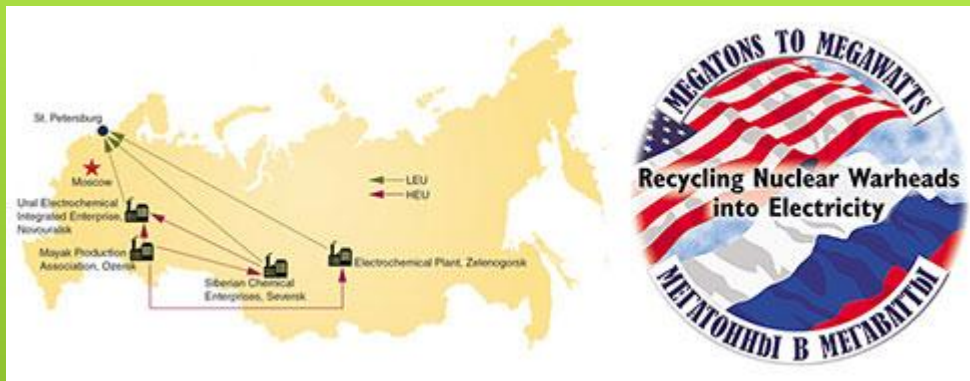 St. Petersburg
Moscow
Ural Electrochemical
Integrated Enterprise,
Novouralsk
Mayak Production
Association, Ozersk
Siberian Chemical
Enterprises, Seversk
Electrochemical Plant, Zelenogorsk
LEU
HEU
MEGATONS TO MEGAWATTS
Recycling Nuclear Warheads
into Electricity
МЕГАТОННЫ В МЕГАВАТТЫ